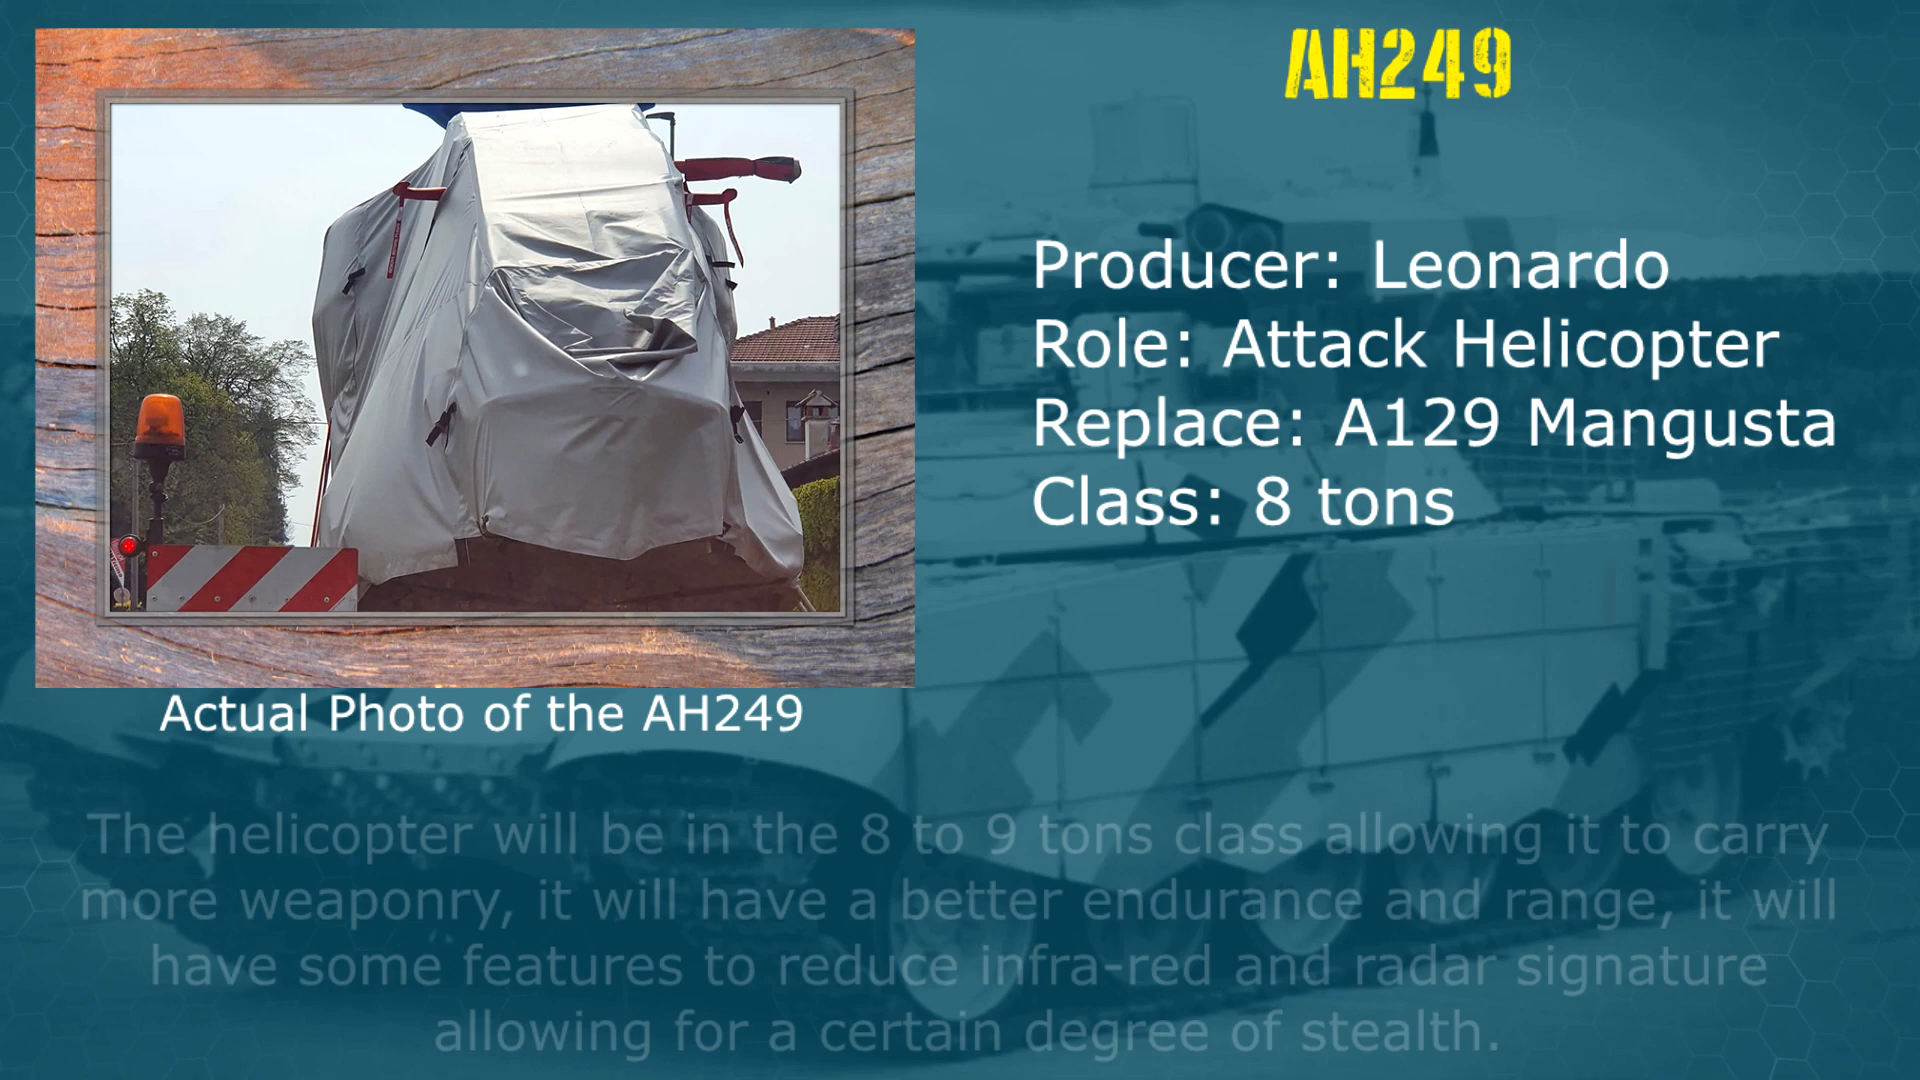 AH249
Producer: Leonardo
Role: Attack Helicopter
Replace: A129 Mangusta
Class: 8 tons
Actual Photo of the AH249
The helicopter will be in the 8 to 9 tons class allowing it to carry
more weaponry, it will have a better endurance and range, it will
have some features to reduce infra-red and radar signature
allowing for a certain degree of stealth.